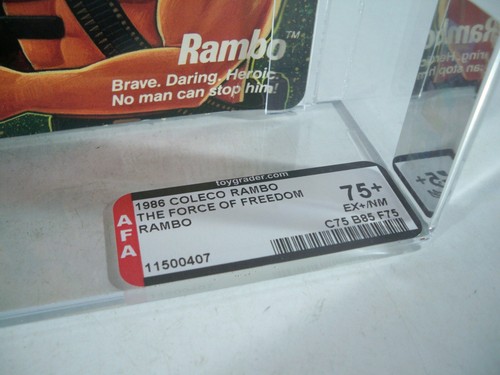 Rambo™
Brave. Daring. Heroic.
No man can stop him!
toygrader.com
AFA
1986 COLECO RAMBO
THE FORCE OF FREEDOM
RAMBO
11500407
75+
EX+/NM
C75 B85 F75